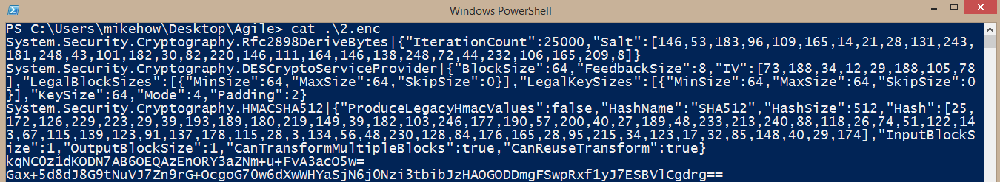 Windows PowerShell
PS C:\Users\mikehow\Desktop\Agile> cat .\2.enc
System.Security.Cryptography.Rfc2898DeriveBytes|{"IterationCount":25000,"Salt":[146,53,183,96,109,165,14,21,28,131,243,
181,248,43,101,182,30,82,220,146,111,164,146,138,248,72,44,232,106,165,209,8]}
System.Security.Cryptography.DESCryptoServiceProvider|{"BlockSize":64,"FeedbackSize":8,"IV":[73,188,34,12,29,188,105,78
],"LegalBlockSizes":[{"MinSize":64,"MaxSize":64,"SkipSize":0}],"LegalKeySizes":[{"MinSize":64,"MaxSize":64,"SkipSize":0
}],"KeySize":64,"Mode":4,"Padding":2}
System.Security.Cryptography.HMACSHA512|{"ProduceLegacyHmacValues":false,"HashName":"SHA512","HashSize":512,"Hash":[25,
172,126,229,223,29,39,193,189,180,219,149,39,182,103,246,177,190,57,200,40,27,189,48,233,213,240,88,118,26,74,51,122,14
3,67,115,139,123,91,137,178,115,28,3,134,56,48,230,128,84,176,165,28,95,215,34,123,17,32,85,148,40,29,174],"InputBlockS
ize":1,"OutputBlockSize":1,"CanTransformMultipleBlocks":true,"CanReuseTransform":true}
kqNC0z1dKODN7AB6OEQAzEnORY3aZNm+u+FvA3acO5w=
Gax+5d8dJ8G9tNuVJ7Zn9rG+OcgoG70w6dXwWHYaSjN6j0Nzi3tbibJzHAOGODDmgFSwpRxf1yJ7ESBVlCgdrg==